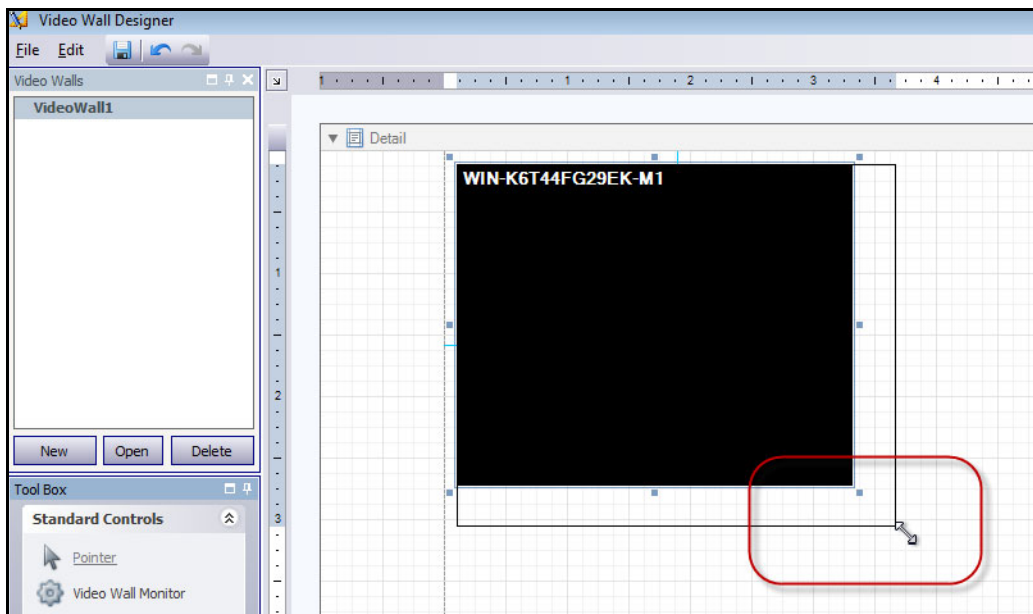 Video Wall Designer
File Edit
Video Walls
VideoWall1
1 1 2 3 4
Detail
WIN-K6T44FG29EK-M1
1
2
3
New Open Delete
Tool Box
Standard Controls
Pointer
Video Wall Monitor